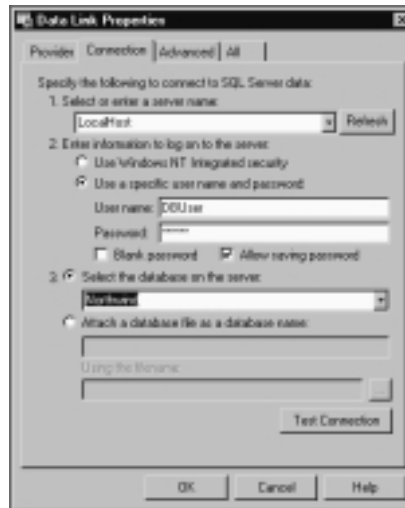 Data Link Properties
Provider Connection Advanced All
Specify the following to connect to SQL Server data:
1. Select or enter a server name:
LocalHost Refresh
2. Enter information to log on to the server:
Use Windows NT Integrated security
Use a specific user name and password:
User name: DBUser
Password: ******
Blank password Allow saving password
3. Select the database on the server:
Northwind
Attach a database file as a database name:
Using the filename:
...
Test Connection
OK Cancel Help